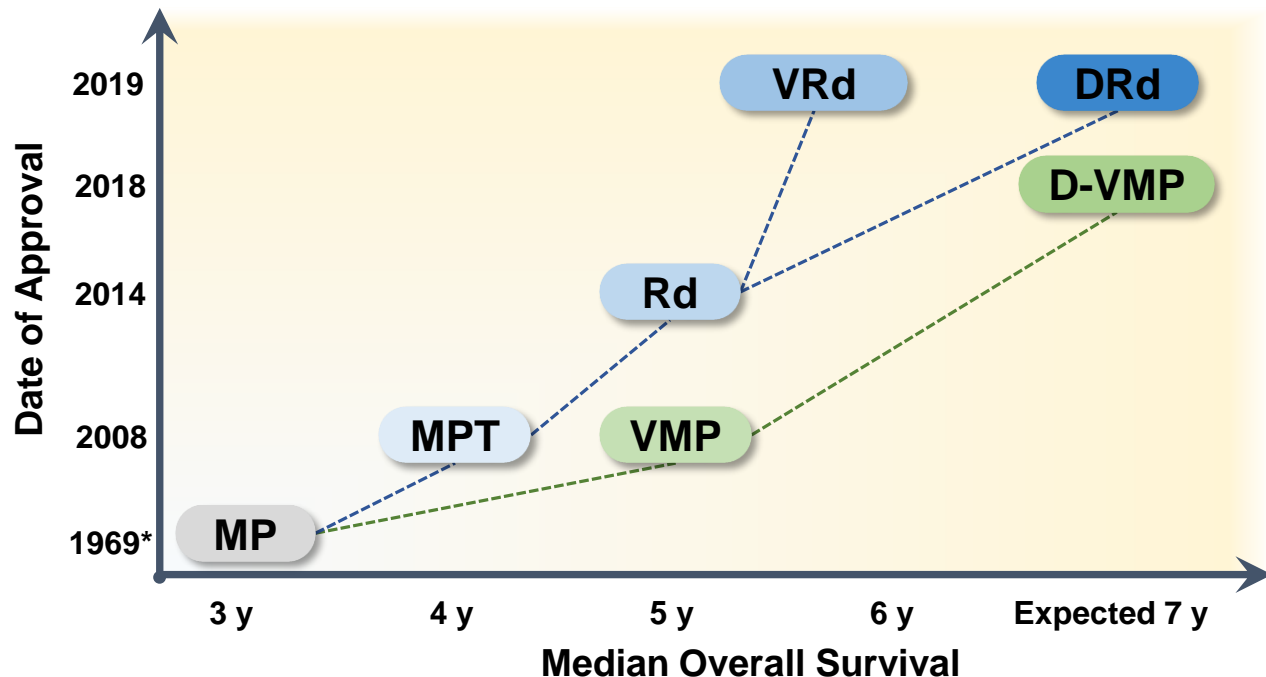 Date of Approval
2019
VRd
DRd
2018
D-VMP
2014
Rd
2008
MPT
VMP
1969*
MP
3 y
4 y
5 y
6 y
Expected 7 y
Median Overall Survival